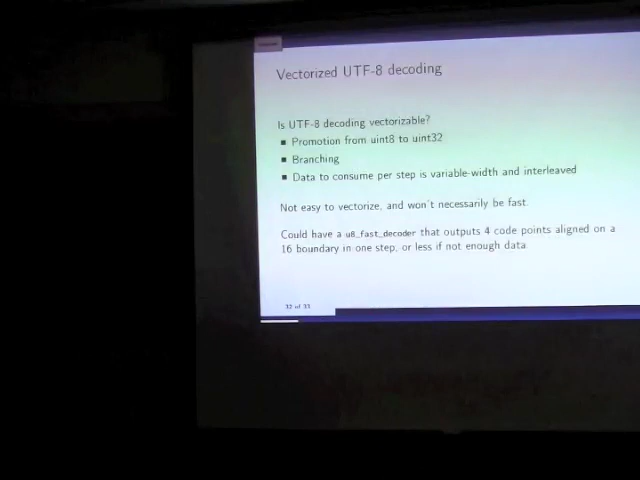 Vectorized UTF-8 decoding
Is UTF-8 decoding vectorizable?
■ Promotion from uint8 to uint32
■ Branching
■ Data to consume per step is variable-width and interleaved
Not easy to vectorize, and won't necessarily be fast.
Could have a u8_fast_decoder that outputs 4 code points aligned on a
16 boundary in one step, or less if not enough data
32 of 33